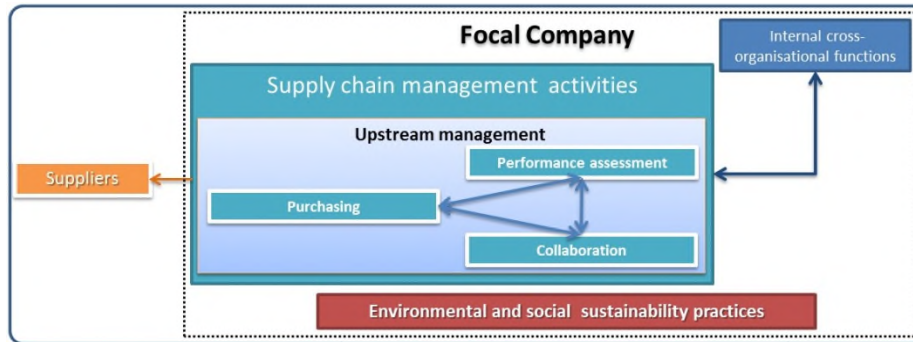 Focal Company
Internal cross-
organisational functions
Supply chain management activities
Upstream management
Performance assessment
Suppliers
Purchasing
Collaboration
Environmental and social sustainability practices